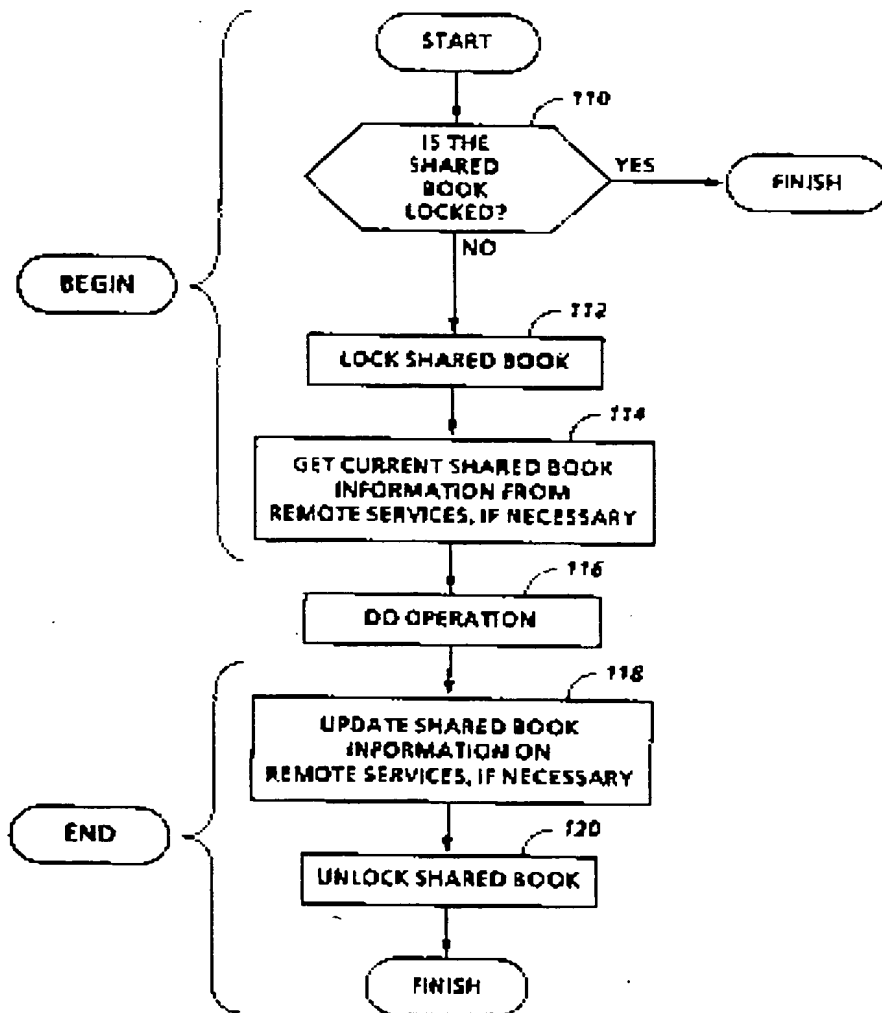 START
110
IS THE
SHARED
BOOK
LOCKED?
YES
FINISH
NO
BEGIN
112
LOCK SHARED BOOK
114
GET CURRENT SHARED BOOK
INFORMATION FROM
REMOTE SERVICES, IF NECESSARY
116
DO OPERATION
118
UPDATE SHARED BOOK
INFORMATION ON
REMOTE SERVICES, IF NECESSARY
END
120
UNLOCK SHARED BOOK
FINISH